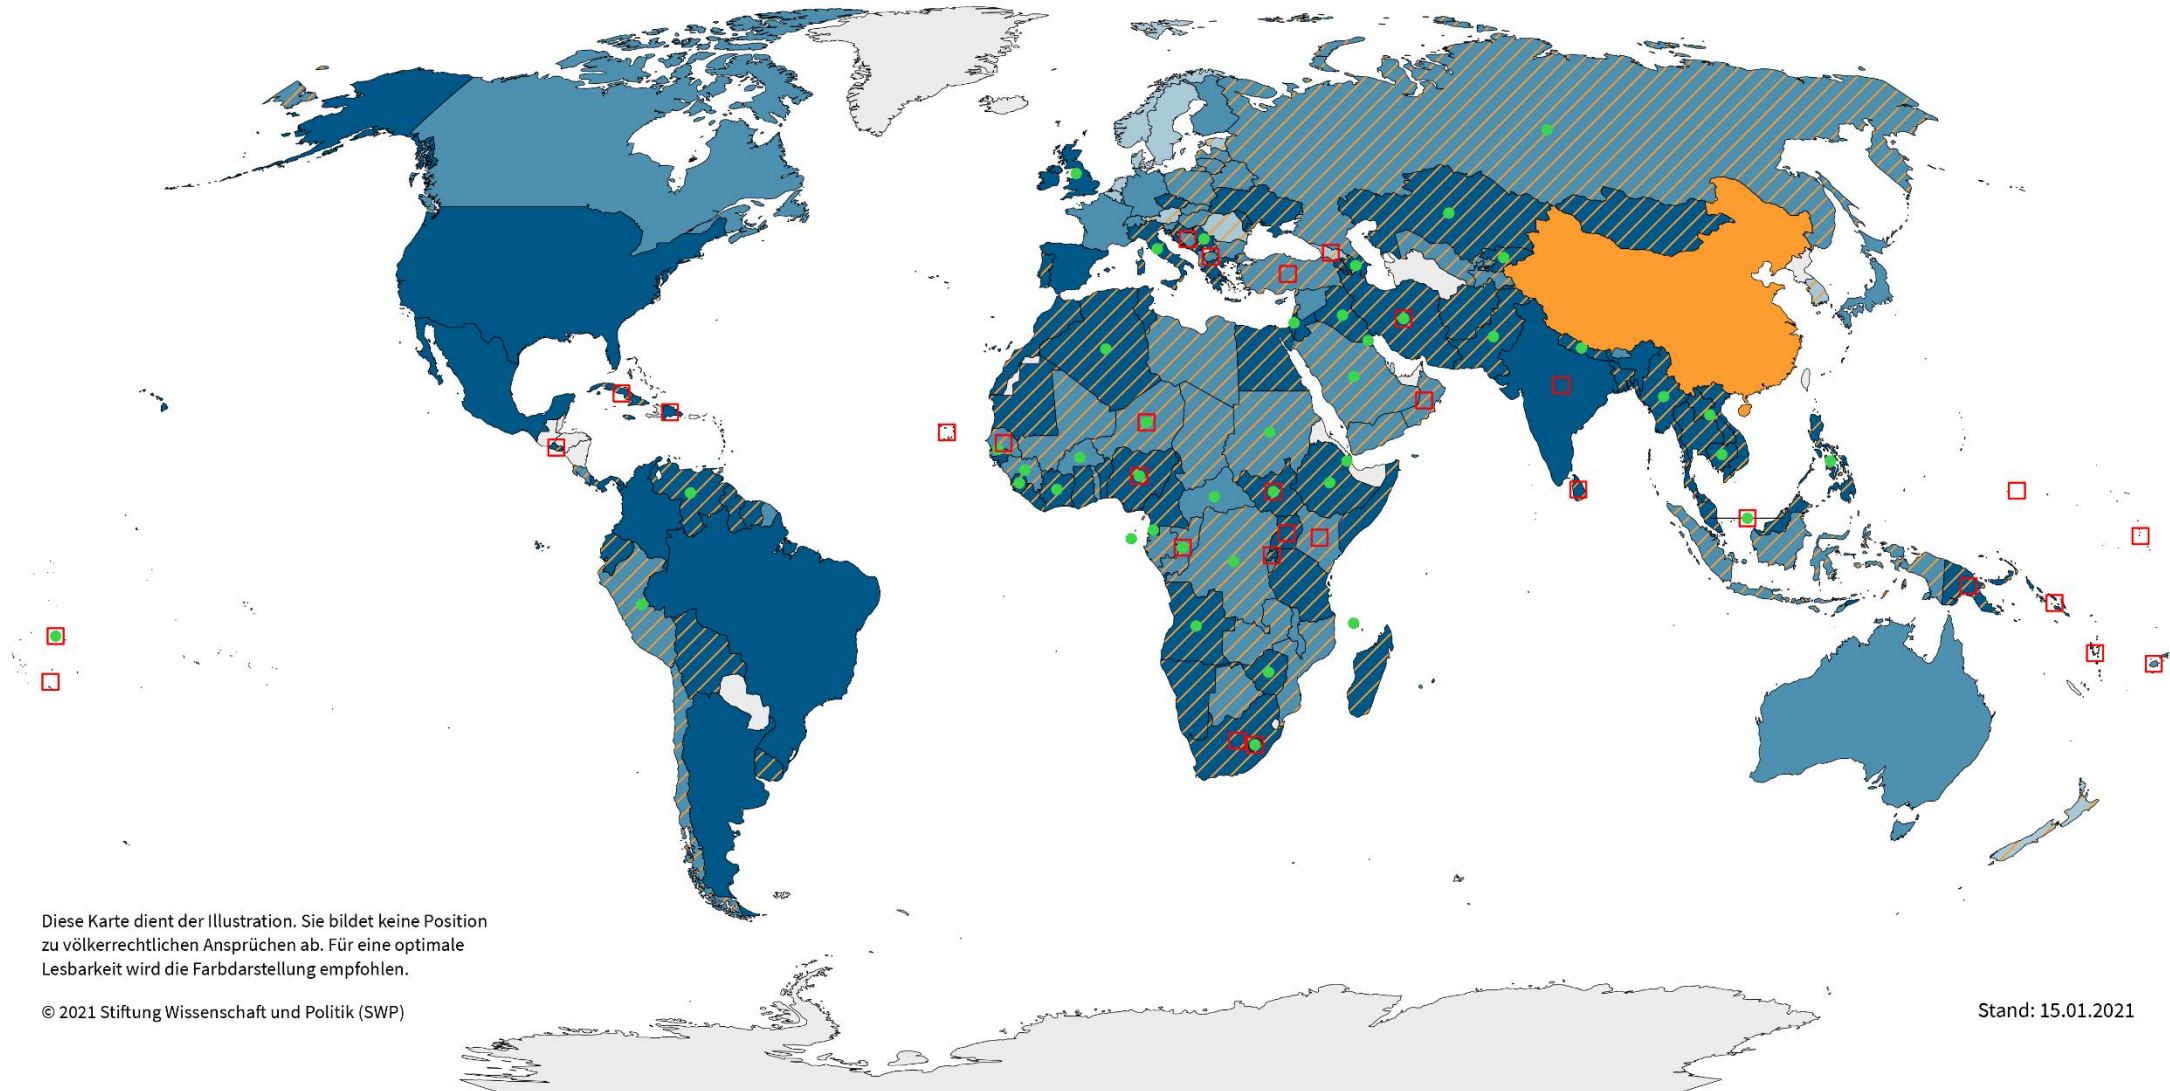 Diese Karte dient der Illustration. Sie bildet keine Position
zu völkerrechtlichen Ansprüchen ab. Für eine optimale
Lesbarkeit wird die Farbdarstellung empfohlen.
© 2021 Stiftung Wissenschaft und Politik (SWP)
Stand: 15.01.2021